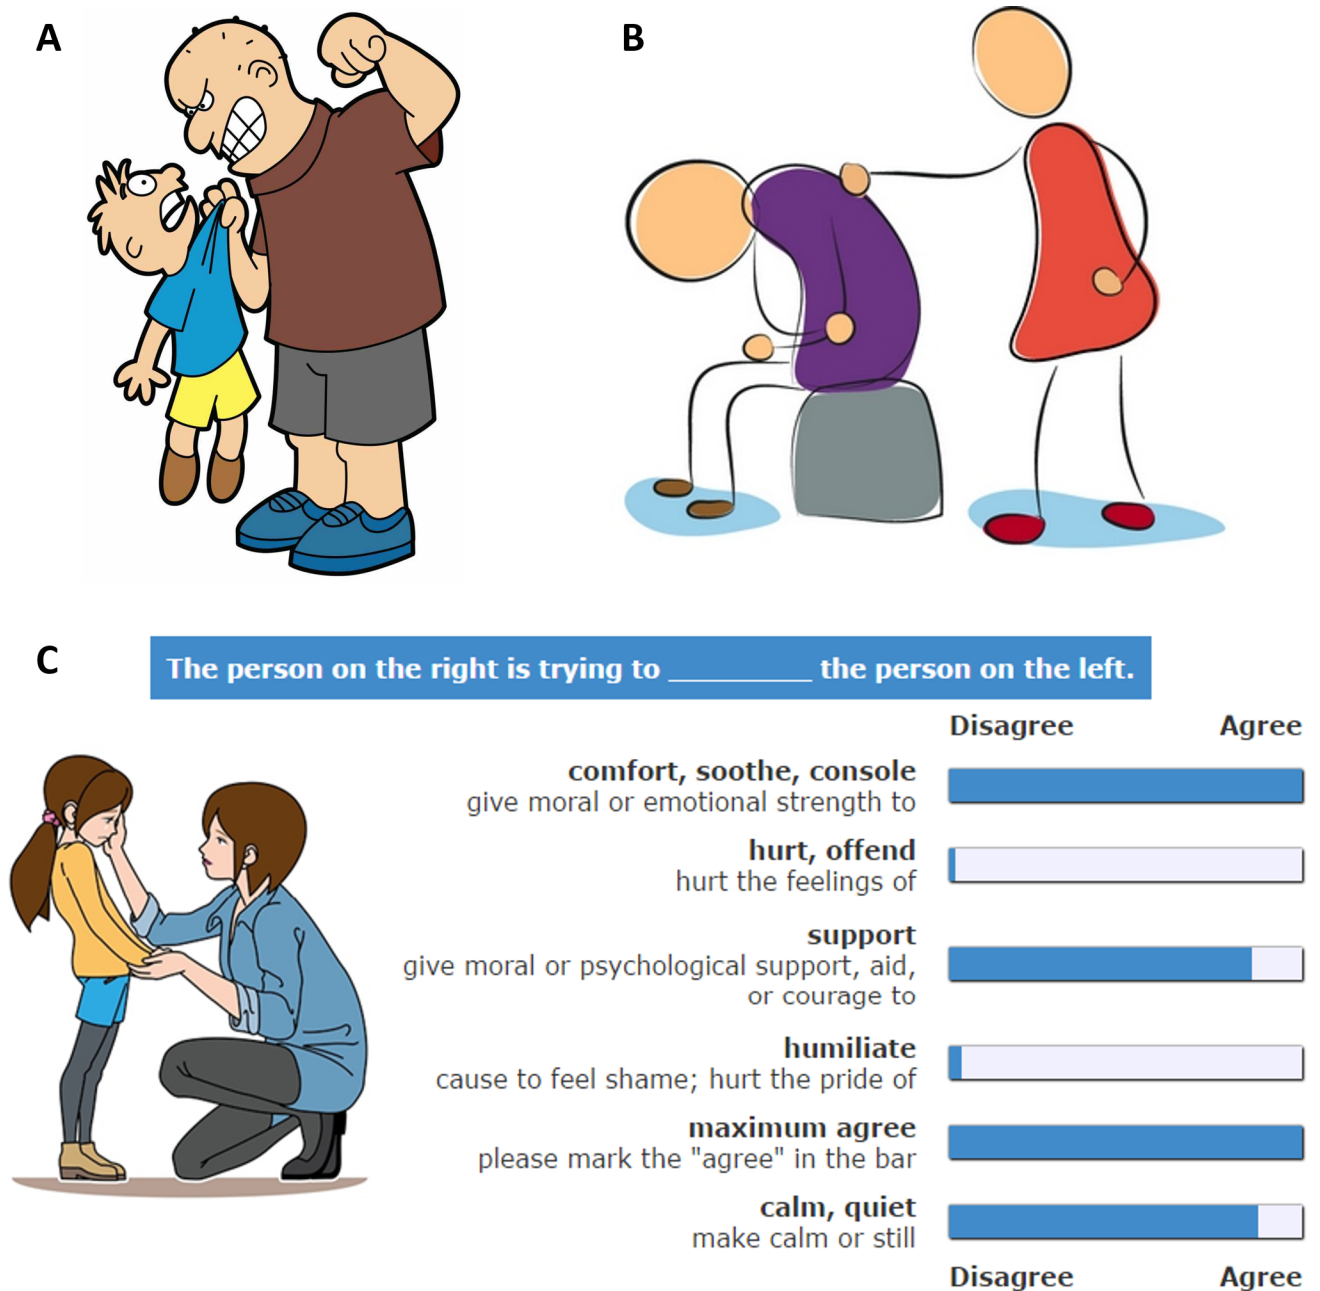 A
B
C
The person on the right is trying to __________ the person on the left.
Disagree Agree
comfort, soothe, console
give moral or emotional strength to
hurt, offend
hurt the feelings of
support
give moral or psychological support, aid,
or courage to
humiliate
cause to feel shame; hurt the pride of
maximum agree
please mark the "agree" in the bar
calm, quiet
make calm or still
Disagree Agree